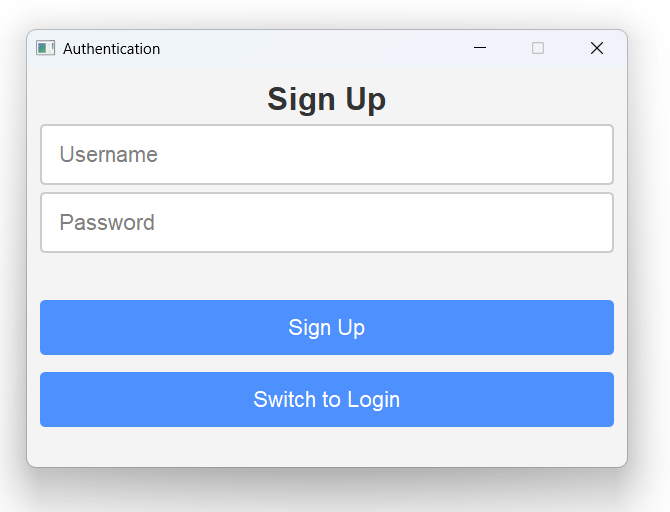 Authentication
Sign Up
Username
Password
Sign Up
Switch to Login